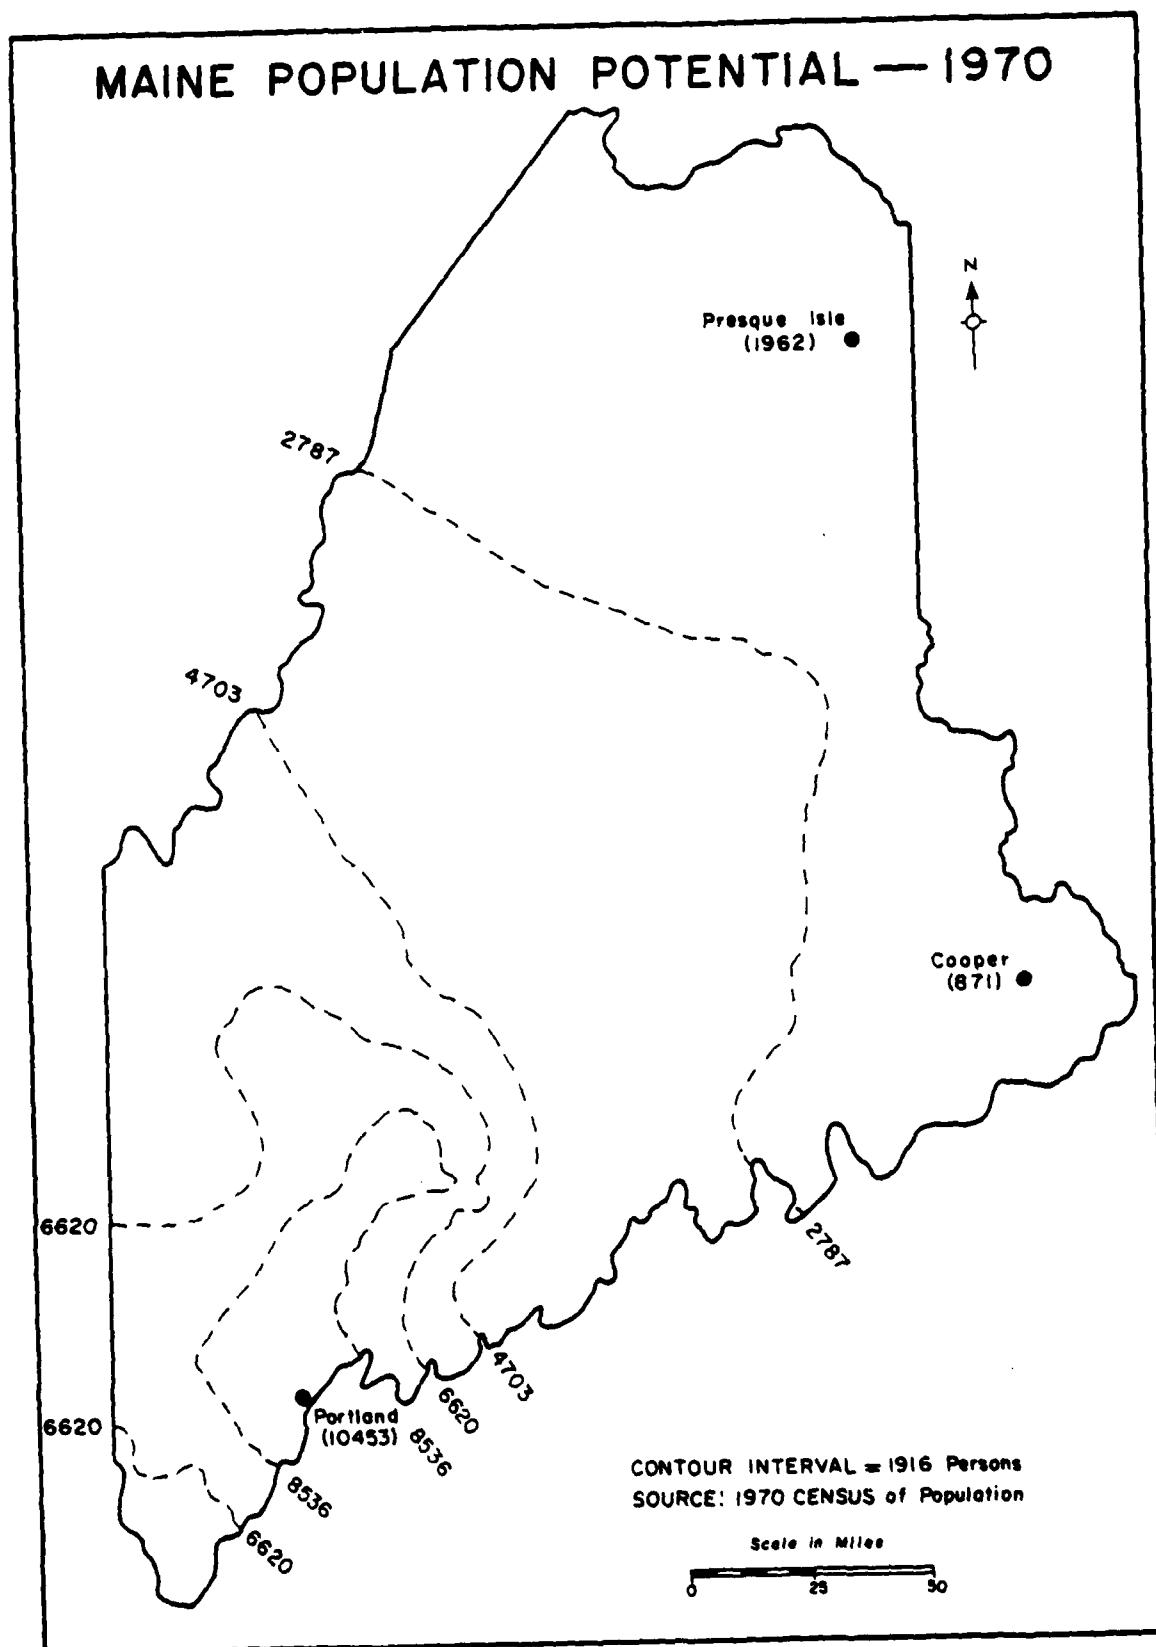 MAINE POPULATION POTENTIAL — 1970
N
Presque Isle
(1962)
2787
4703
Cooper
(871)
6620
2787
4703
6620
6620
Portland
(10453)
8536
8536
6620
CONTOUR INTERVAL = 1916 Persons
SOURCE: 1970 CENSUS of Population
Scale in Miles
0 25 50